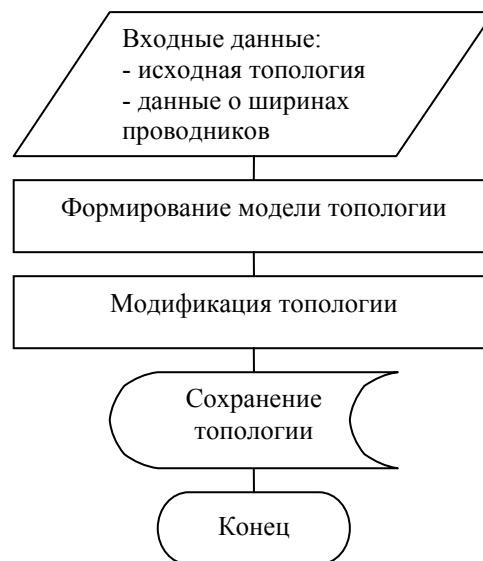 Входные данные:
- исходная топология
- данные о ширинах
проводников
Формирование модели топологии
Модификация топологии
Сохранение
топологии
Конец